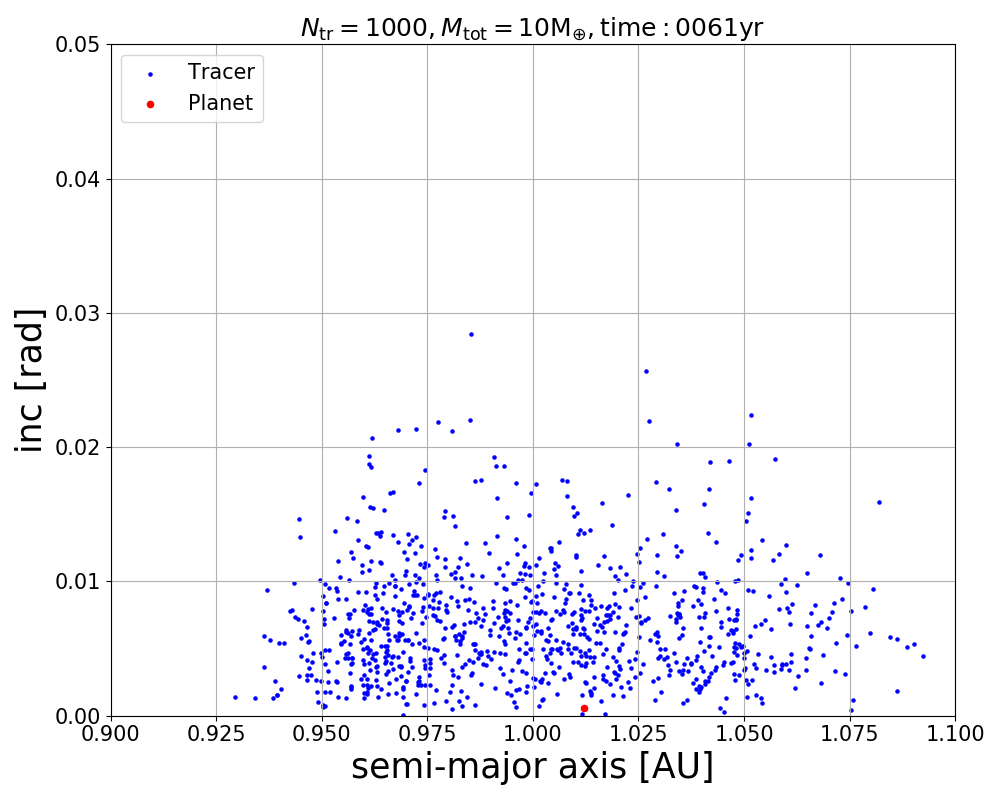 N_tr = 1000, M_tot = 10M_⊕, time : 0061yr
Tracer
Planet
inc [rad]
0.05
0.04
0.03
0.02
0.01
0.00
0.900 0.925 0.950 0.975 1.000 1.025 1.050 1.075 1.100
semi-major axis [AU]